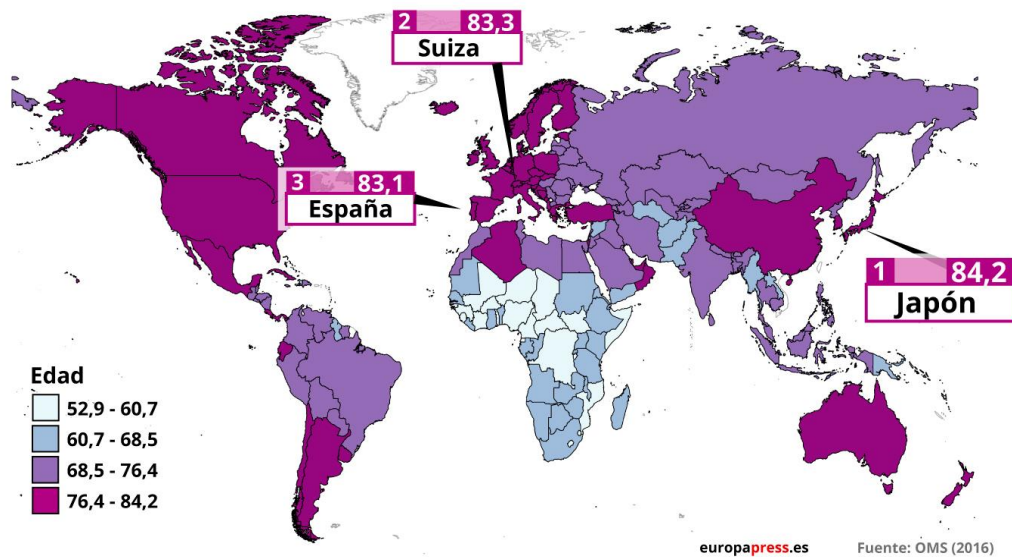 2 83,3
Suiza
3 83,1
España
1 84,2
Japón
Edad
52,9 - 60,7
60,7 - 68,5
68,5 - 76,4
76,4 - 84,2
europapress.es
Fuente: OMS (2016)